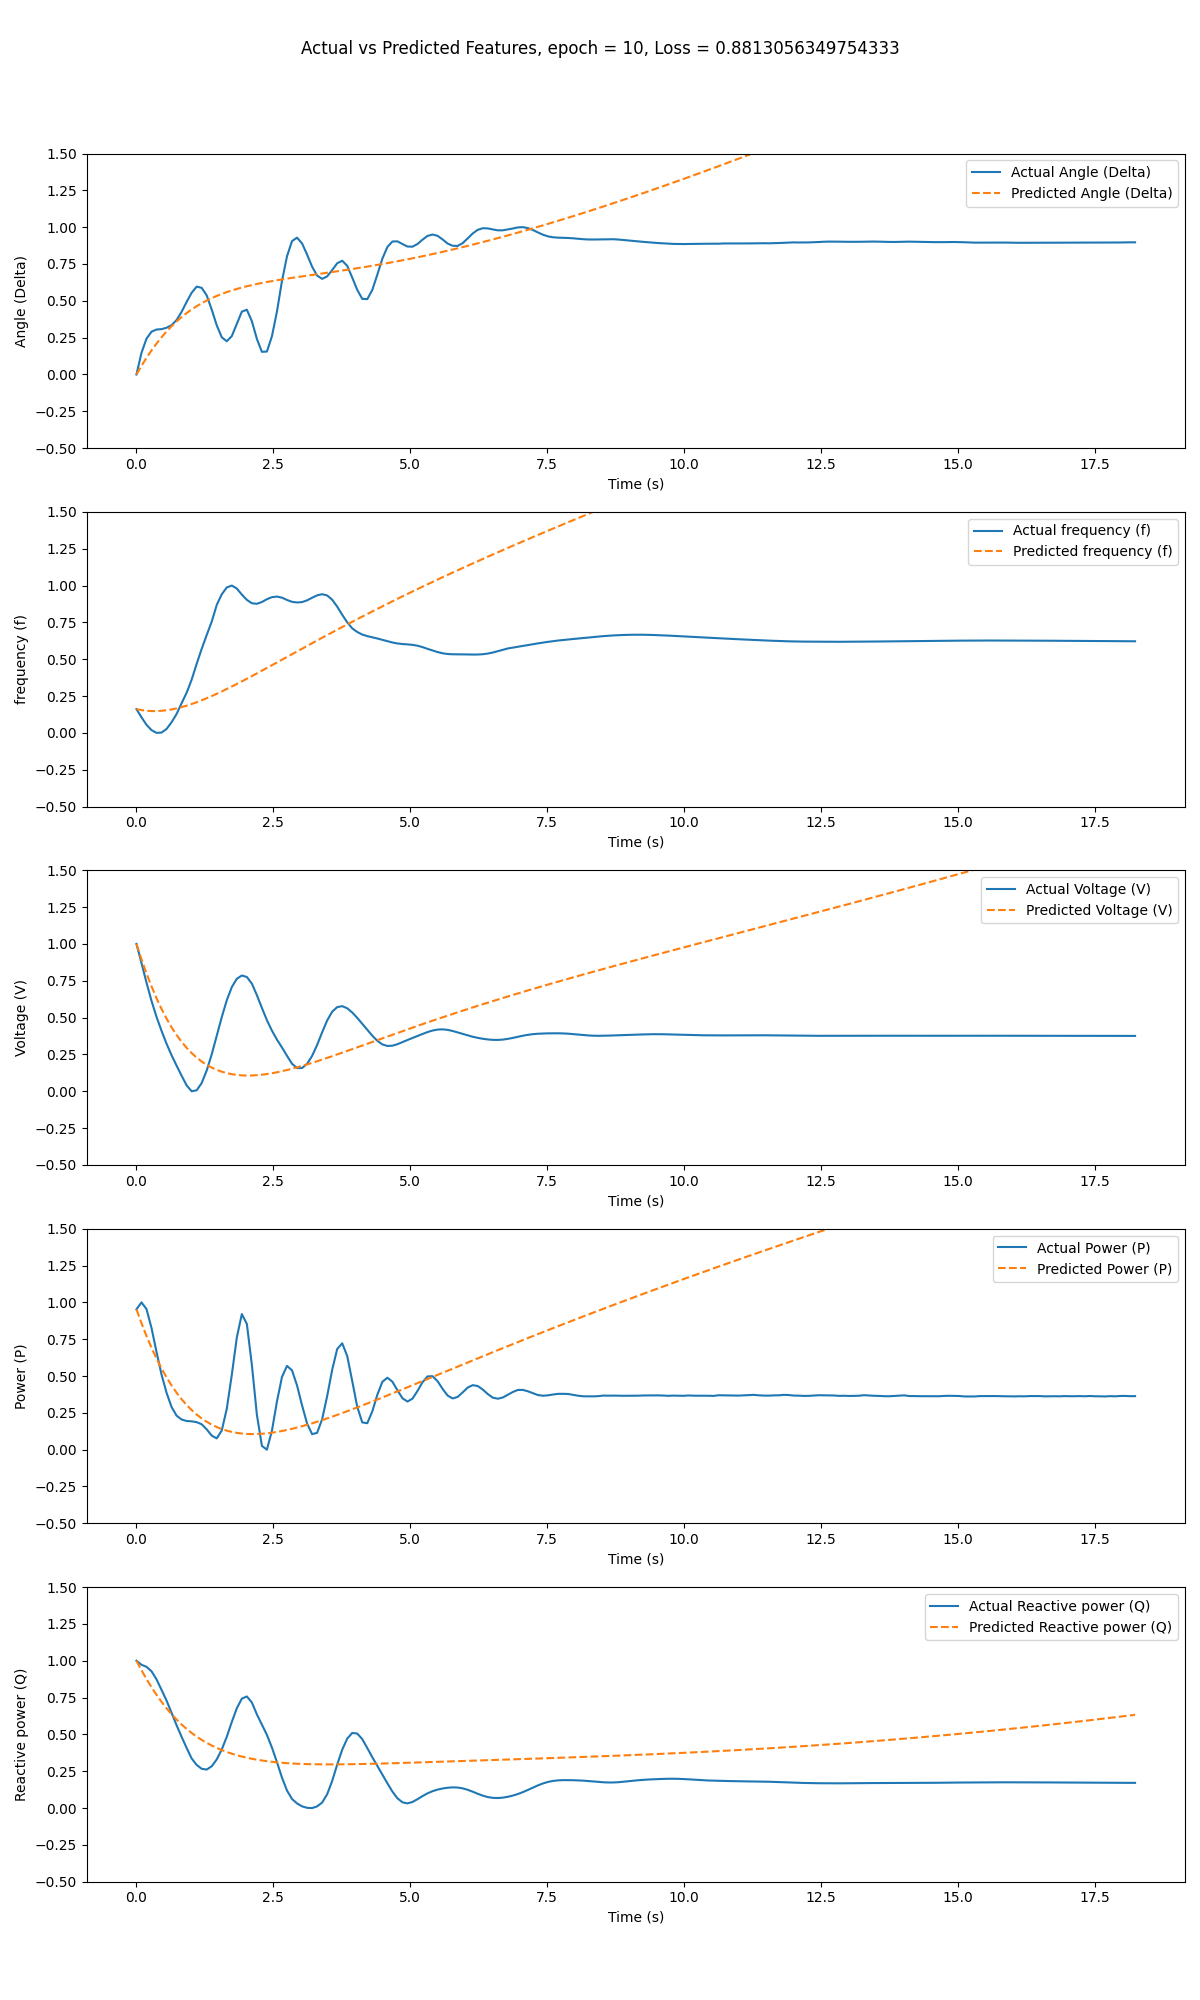 Actual vs Predicted Features, epoch = 10, Loss = 0.8813056349754333
1.50
1.25
1.00
0.75
0.50
0.25
0.00
−0.25
−0.50
Angle (Delta)
Actual Angle (Delta)
Predicted Angle (Delta)
0.0 2.5 5.0 7.5 10.0 12.5 15.0 17.5
Time (s)
1.50
1.25
1.00
0.75
0.50
0.25
0.00
−0.25
−0.50
frequency (f)
Actual frequency (f)
Predicted frequency (f)
0.0 2.5 5.0 7.5 10.0 12.5 15.0 17.5
Time (s)
1.50
1.25
1.00
0.75
0.50
0.25
0.00
−0.25
−0.50
Voltage (V)
Actual Voltage (V)
Predicted Voltage (V)
0.0 2.5 5.0 7.5 10.0 12.5 15.0 17.5
Time (s)
1.50
1.25
1.00
0.75
0.50
0.25
0.00
−0.25
−0.50
Power (P)
Actual Power (P)
Predicted Power (P)
0.0 2.5 5.0 7.5 10.0 12.5 15.0 17.5
Time (s)
1.50
1.25
1.00
0.75
0.50
0.25
0.00
−0.25
−0.50
Reactive power (Q)
Actual Reactive power (Q)
Predicted Reactive power (Q)
0.0 2.5 5.0 7.5 10.0 12.5 15.0 17.5
Time (s)